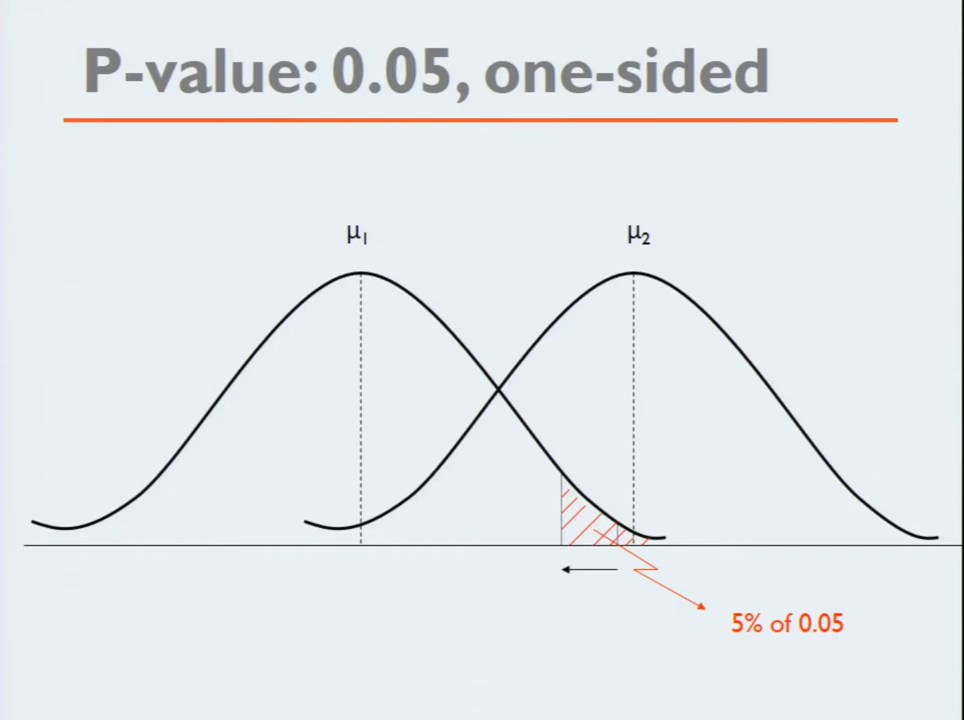 P-value: 0.05, one-sided
μ₁ μ₂
5% of 0.05